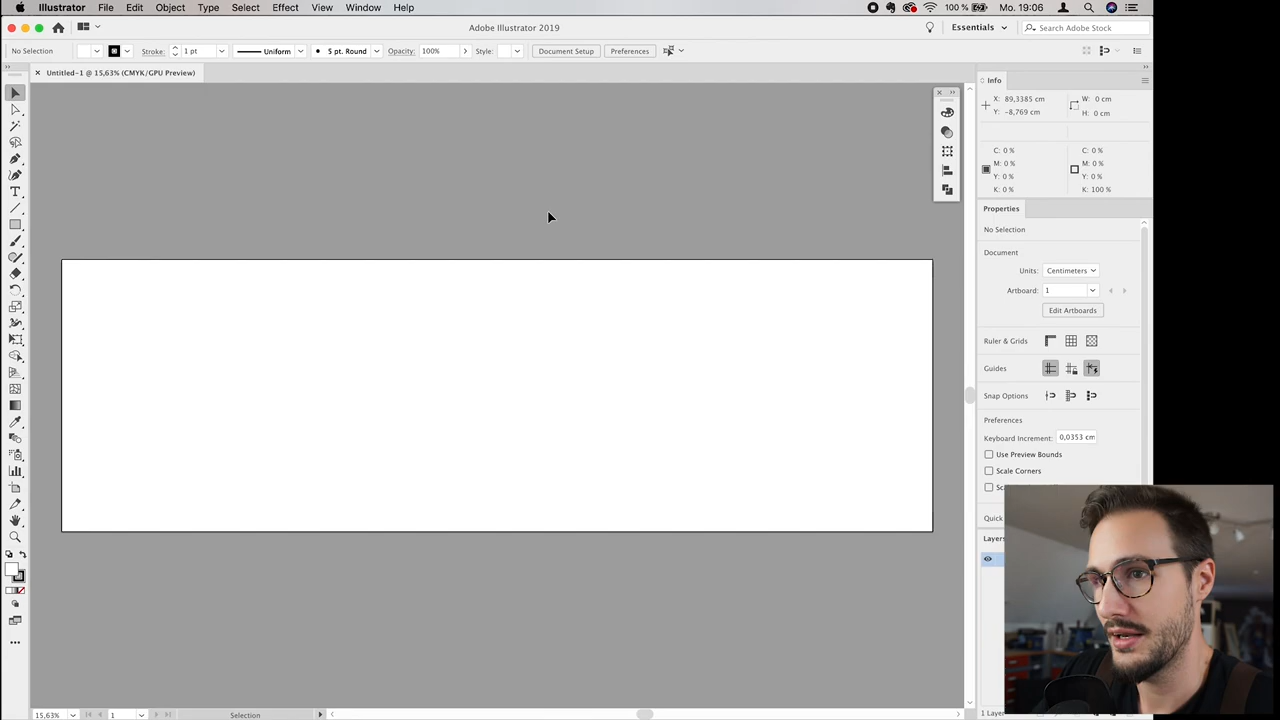 Illustrator File Edit Object Type Select Effect View Window Help 100 % Mo. 19:06
Adobe Illustrator 2019 Essentials Search Adobe Stock
No Selection Stroke: 1 pt Uniform 5 pt. Round Opacity: 100% Style: Document Setup Preferences
Untitled-1 @ 15,63% (CMYK/GPU Preview)
Info
X: 89,3385 cm W: 0 cm
Y: -8,769 cm H: 0 cm
C: 0 % C: 0 %
M: 0 % M: 0 %
Y: 0 % Y: 0 %
K: 0 % K: 100 %
Properties
No Selection
Document
Units: Centimeters
Artboard: 1
Edit Artboards
Ruler & Grids
Guides
Snap Options
Preferences
Keyboard Increment: 0,0353 cm
Use Preview Bounds
Scale Corners
Quick
Layers
15,63% 1 Selection
1 Layer